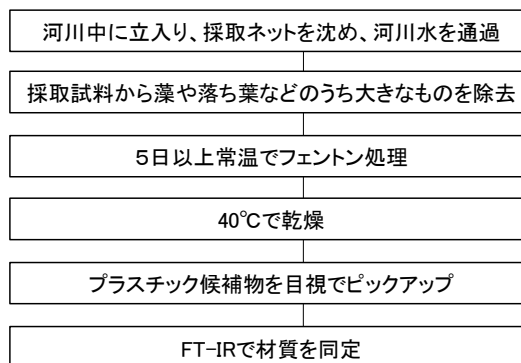 河川中に立入り、採取ネットを沈め、河川水を通過
採取試料から藻や落ち葉などのうち大きなものを除去
５日以上常温でフェントン処理
40℃で乾燥
プラスチック候補物を目視でピックアップ
FT-IRで材質を同定